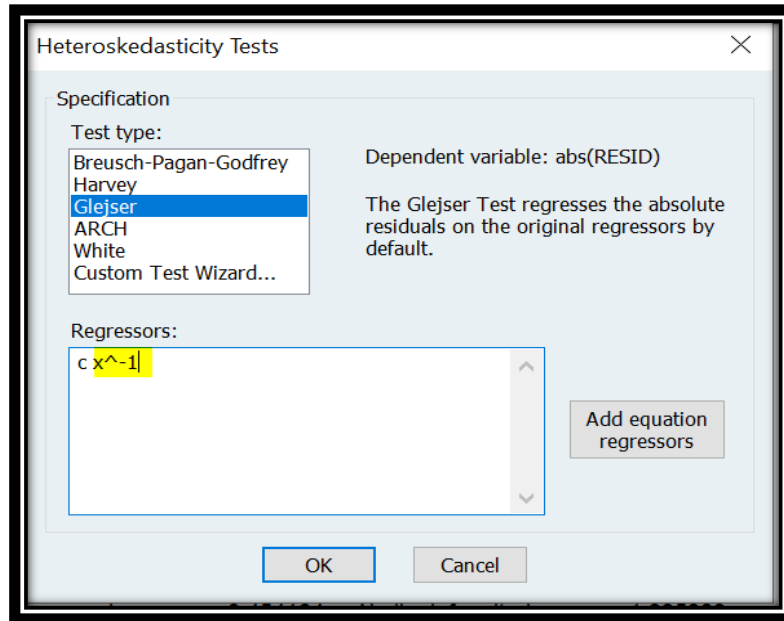 Heteroskedasticity Tests
Specification
Test type:
Breusch-Pagan-Godfrey
Harvey
Glejser
ARCH
White
Custom Test Wizard...
Dependent variable: abs(RESID)
The Glejser Test regresses the absolute
residuals on the original regressors by
default.
Regressors:
c x^-1
Add equation
regressors
OK
Cancel